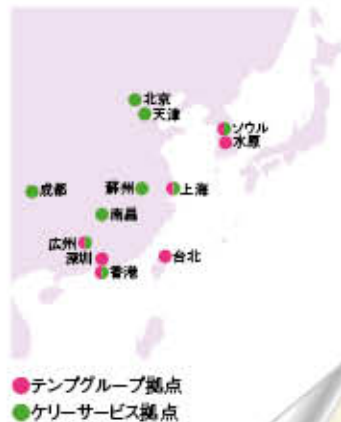 北京
天津
ソウル
水原
成都
蘇州
上海
南昌
広州
深圳
台北
香港
テンプグループ拠点
ケリーサービス拠点